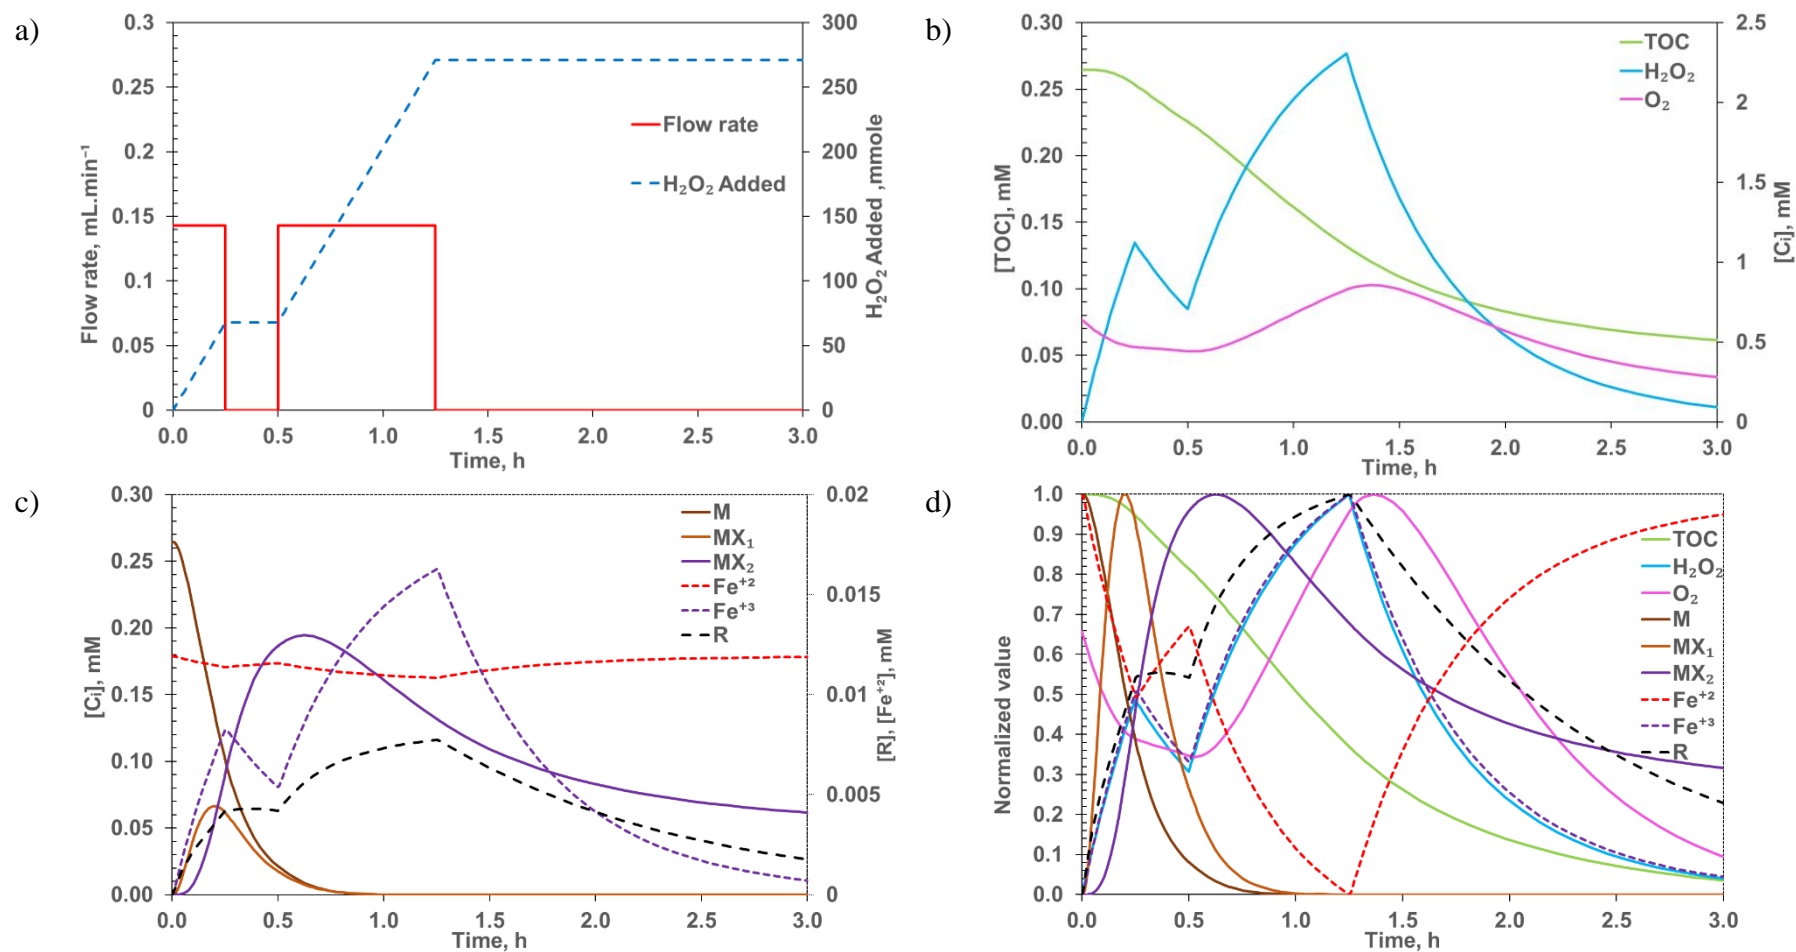 a)
0.3
0.25
0.2
0.15
0.1
0.05
0
Flow rate, mL.min⁻¹
300
250
200
150
100
50
0
H₂O₂ Added ,mmole
Flow rate
H₂O₂ Added
0.0 0.5 1.0 1.5 2.0 2.5 3.0
Time, h
b)
0.30
0.25
0.20
0.15
0.10
0.05
0.00
[TOC], mM
2.5
2
1.5
1
0.5
0
[Cᵢ], mM
TOC
H₂O₂
O₂
0.0 0.5 1.0 1.5 2.0 2.5 3.0
Time, h
c)
0.30
0.25
0.20
0.15
0.10
0.05
0.00
[Cᵢ], mM
0.02
0.015
0.01
0.005
0
[R], [Fe⁺²], mM
M
MX₁
MX₂
Fe⁺²
Fe⁺³
R
0.0 0.5 1.0 1.5 2.0 2.5 3.0
Time, h
d)
1.0
0.9
0.8
0.7
0.6
0.5
0.4
0.3
0.2
0.1
0.0
Normalized value
TOC
H₂O₂
O₂
M
MX₁
MX₂
Fe⁺²
Fe⁺³
R
0.0 0.5 1.0 1.5 2.0 2.5 3.0
Time, h